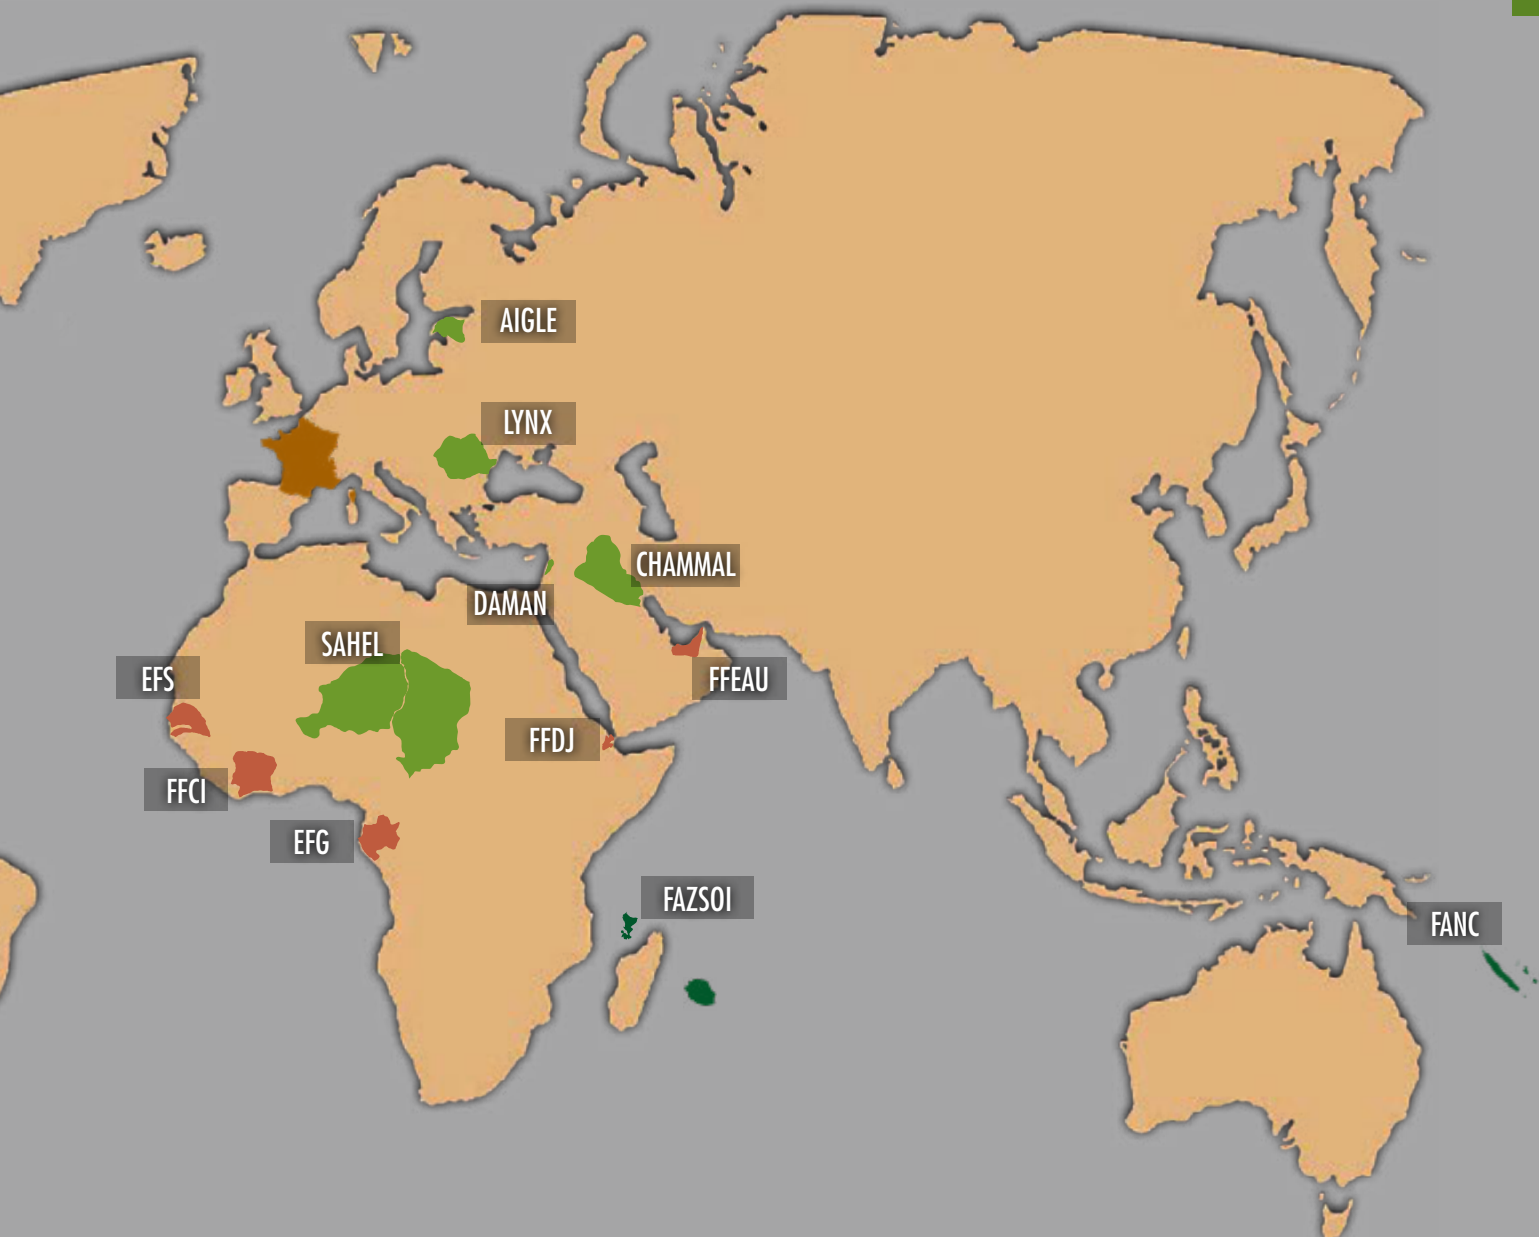 AIGLE
LYNX
CHAMMAL
DAMAN
SAHEL
EFS
FFEAU
FFDJ
FFCI
EFG
FAZSOI
FANC